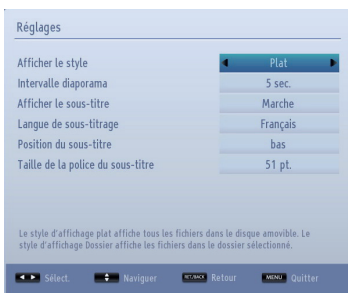 Réglages
Afficher le style Plat
Intervalle diaporama 5 sec.
Afficher le sous-titre Marche
Langue de sous-titrage Français
Position du sous-titre bas
Taille de la police du sous-titre 51 pt.
Le style d'affichage plat affiche tous les fichiers dans le disque amovible. Le
style d'affichage Dossier affiche les fichiers dans le dossier sélectionné.
Sélect. Naviguer RET./BACK Retour MENU Quitter